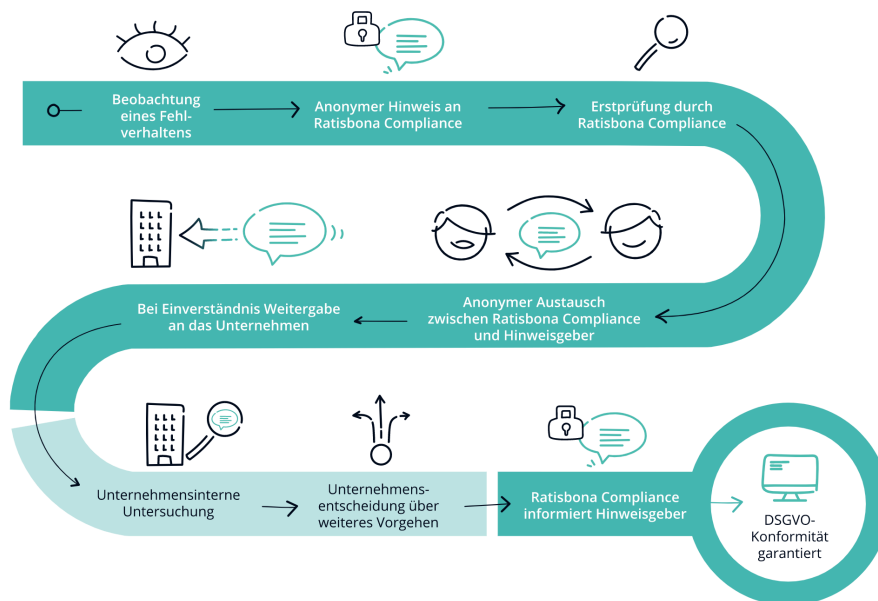 Beobachtung
eines Fehl-
verhaltens
Anonymer Hinweis an
Ratisbona Compliance
Erstprüfung durch
Ratisbona Compliance
Anonymer Austausch
zwischen Ratisbona Compliance
und Hinweisgeber
Bei Einverständnis Weitergabe
an das Unternehmen
Unternehmensinterne
Untersuchung
Unternehmens-
entscheidung über
weiteres Vorgehen
Ratisbona Compliance
informiert Hinweisgeber
DSGVO-
Konformität
garantiert